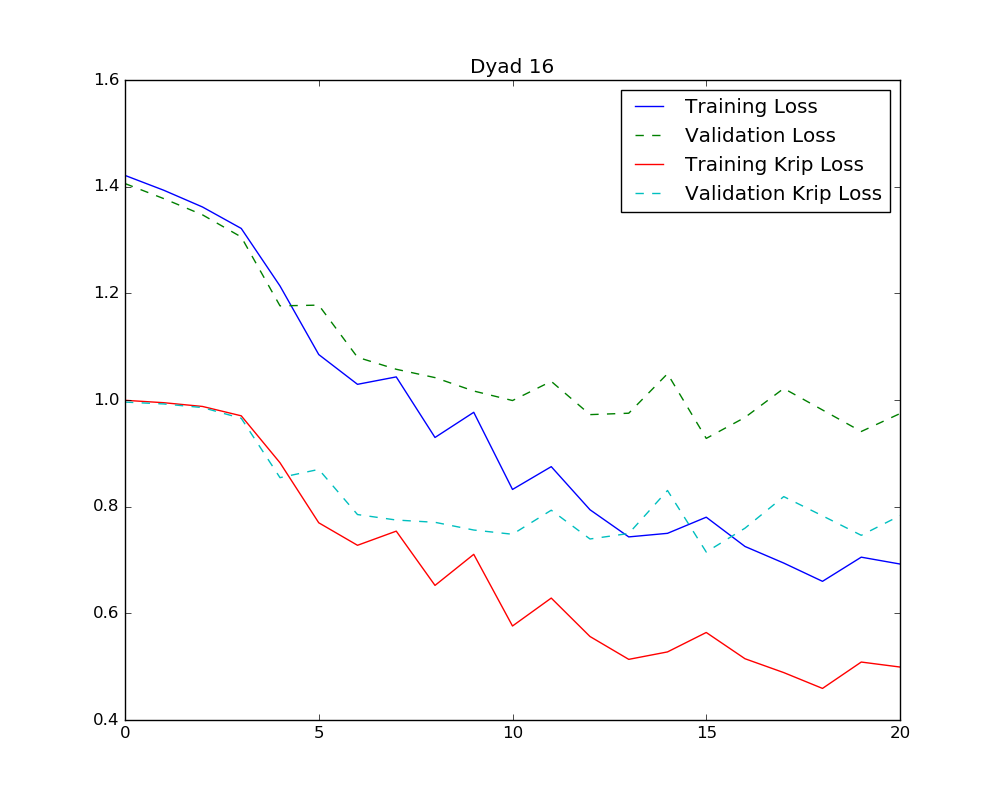 Dyad 16
1.6
1.4
1.2
1.0
0.8
0.6
0.4
0 5 10 15 20
Training Loss
Validation Loss
Training Krip Loss
Validation Krip Loss